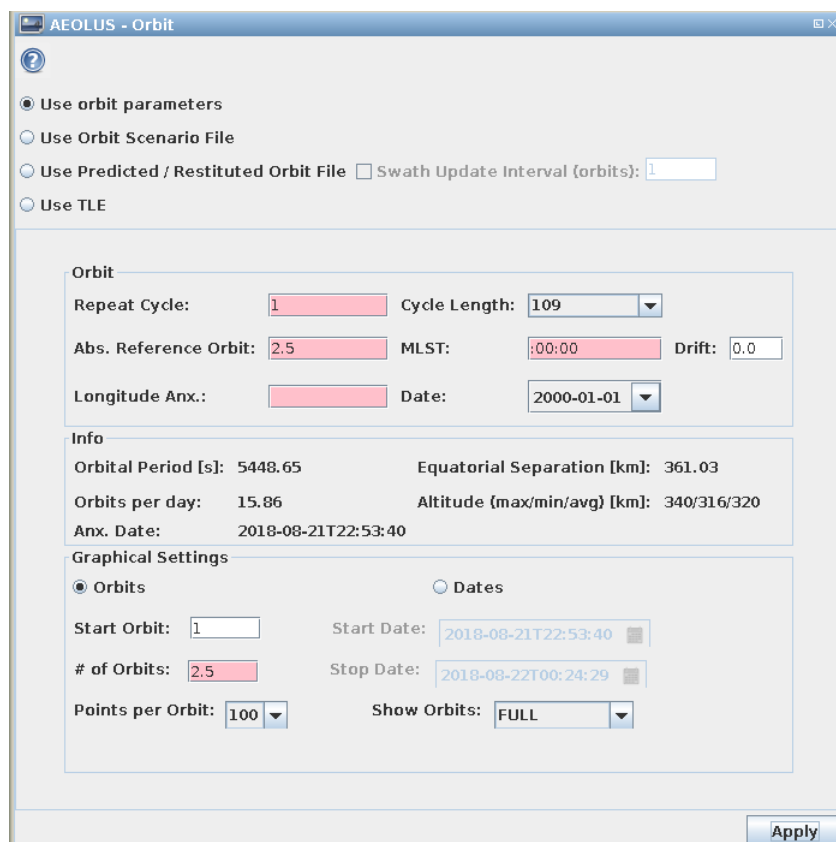 AEOLUS - Orbit
Use orbit parameters
Use Orbit Scenario File
Use Predicted / Restituted Orbit File Swath Update Interval (orbits): 1
Use TLE
Orbit
Repeat Cycle: 1 Cycle Length: 109
Abs. Reference Orbit: 2.5 MLST: :00:00 Drift: 0.0
Longitude Anx.: Date: 2000-01-01
Info
Orbital Period [s]: 5448.65 Equatorial Separation [km]: 361.03
Orbits per day: 15.86 Altitude (max/min/avg) [km]: 340/316/320
Anx. Date: 2018-08-21T22:53:40
Graphical Settings
Orbits Dates
Start Orbit: 1 Start Date: 2018-08-21T22:53:40
# of Orbits: 2.5 Stop Date: 2018-08-22T00:24:29
Points per Orbit: 100 Show Orbits: FULL
Apply